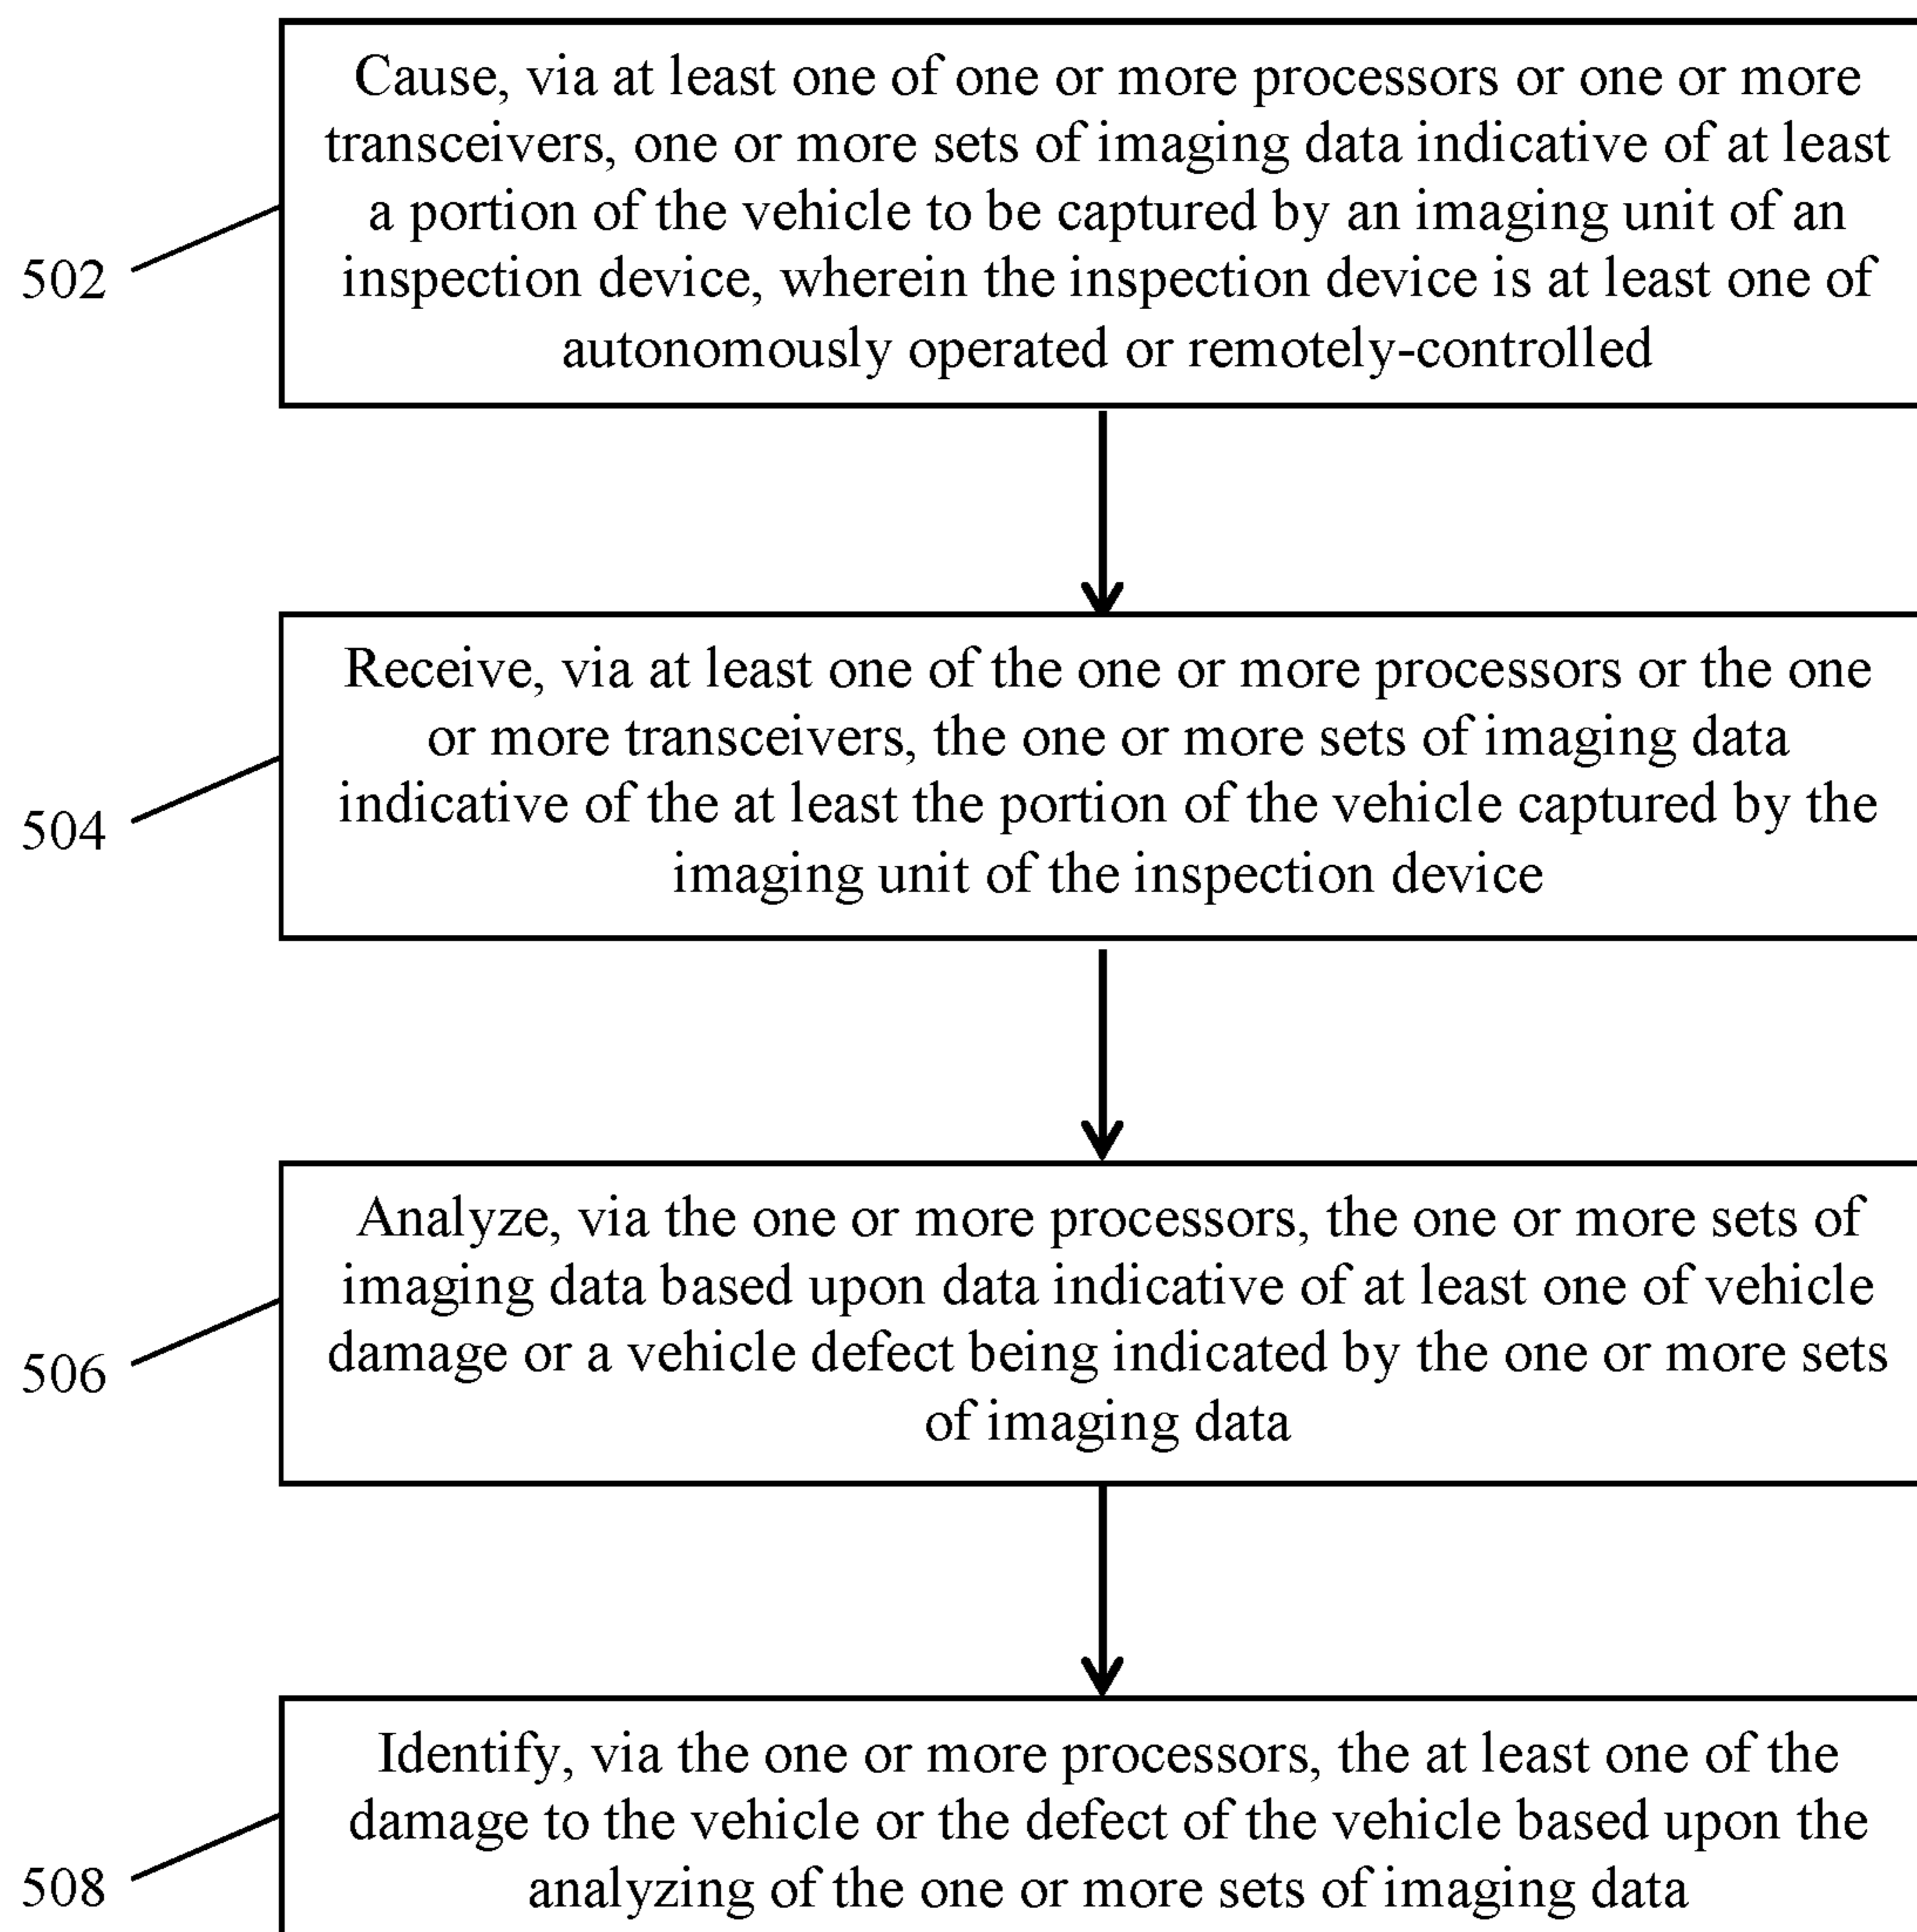 Cause, via at least one of one or more processors or one or more
transceivers, one or more sets of imaging data indicative of at least
a portion of the vehicle to be captured by an imaging unit of an
inspection device, wherein the inspection device is at least one of
autonomously operated or remotely-controlled
502
Receive, via at least one of the one or more processors or the one
or more transceivers, the one or more sets of imaging data
indicative of the at least the portion of the vehicle captured by the
imaging unit of the inspection device
504
Analyze, via the one or more processors, the one or more sets of
imaging data based upon data indicative of at least one of vehicle
damage or a vehicle defect being indicated by the one or more sets
of imaging data
506
Identify, via the one or more processors, the at least one of the
damage to the vehicle or the defect of the vehicle based upon the
analyzing of the one or more sets of imaging data
508